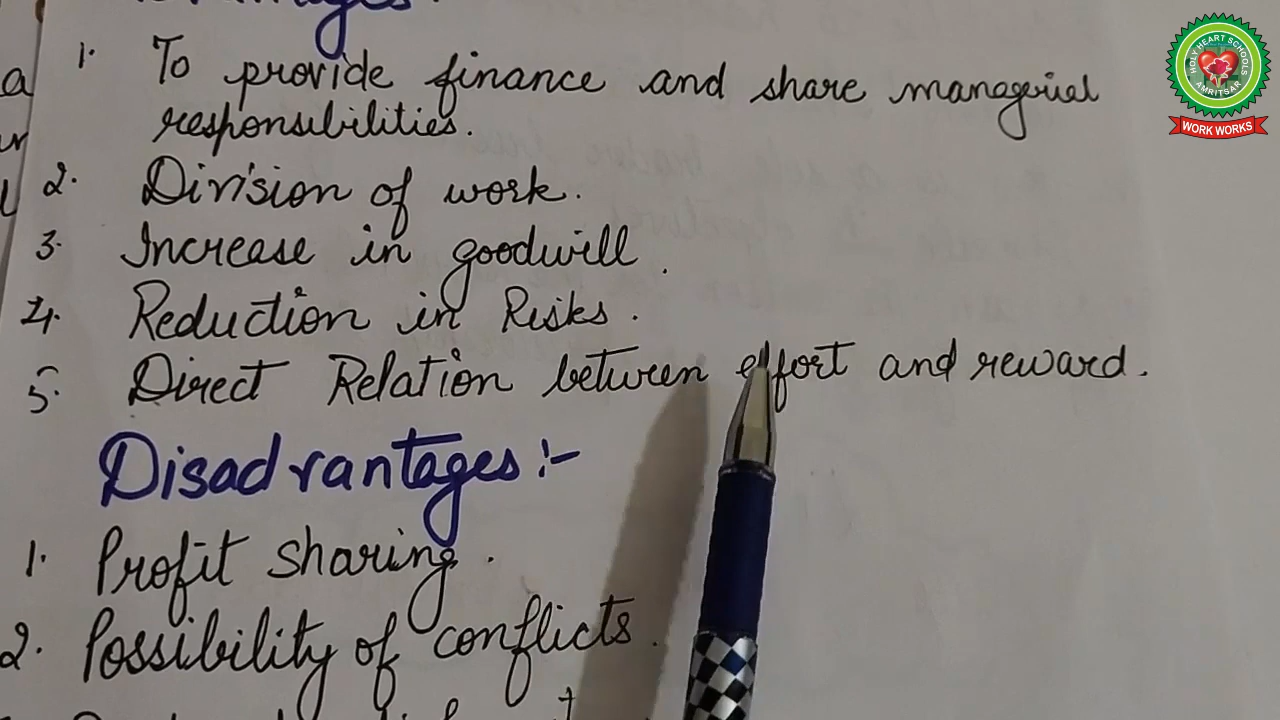 1. To provide finance and share managerial
responsibilities.
2. Division of work.
3. Increase in goodwill.
4. Reduction in Risks.
5. Direct Relation between effort and reward.
Disadvantages:-
1. Profit sharing.
2. Possibility of conflicts.
HOLY HEART SCHOOLS
AMRITSAR
WORK WORKS